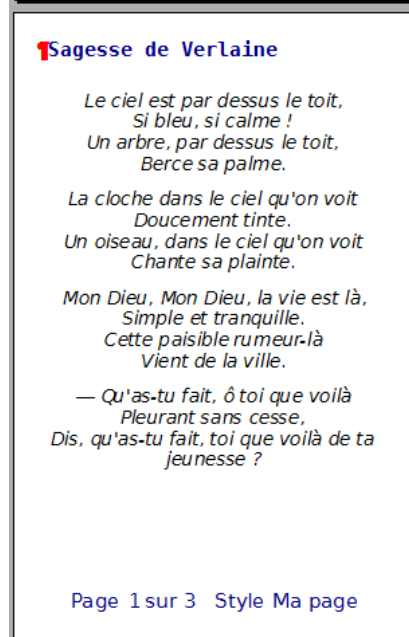 ¶Sagesse de Verlaine
Le ciel est par dessus le toit,
Si bleu, si calme !
Un arbre, par dessus le toit,
Berce sa palme.
La cloche dans le ciel qu'on voit
Doucement tinte.
Un oiseau, dans le ciel qu'on voit
Chante sa plainte.
Mon Dieu, Mon Dieu, la vie est là,
Simple et tranquille.
Cette paisible rumeur-là
Vient de la ville.
— Qu'as-tu fait, ô toi que voilà
Pleurant sans cesse,
Dis, qu'as-tu fait, toi que voilà de ta
jeunesse ?
Page 1 sur 3 Style Ma page